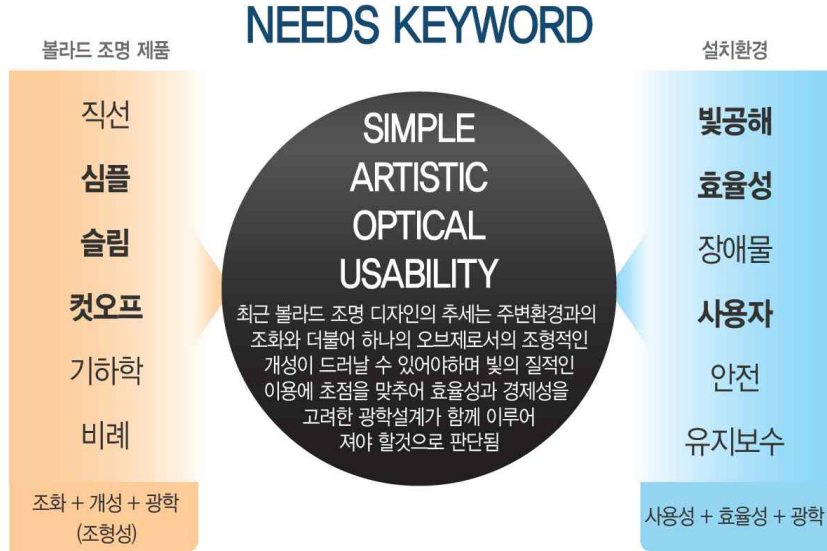 NEEDS KEYWORD
볼라드 조명 제품
직선
심플
슬림
컷오프
기하학
비례
조화 + 개성 + 광학
(조형성)
SIMPLE
ARTISTIC
OPTICAL
USABILITY
최근 볼라드 조명 디자인의 추세는 주변환경과의
조화와 더불어 하나의 오브제로서의 조형적인
개성이 드러날 수 있어야하며 빛의 질적인
이용에 초점을 맞추어 효율성과 경제성을
고려한 광학설계가 함께 이루어
져야 할것으로 판단됨
설치환경
빛공해
효율성
장애물
사용자
안전
유지보수
사용성 + 효율성 + 광학